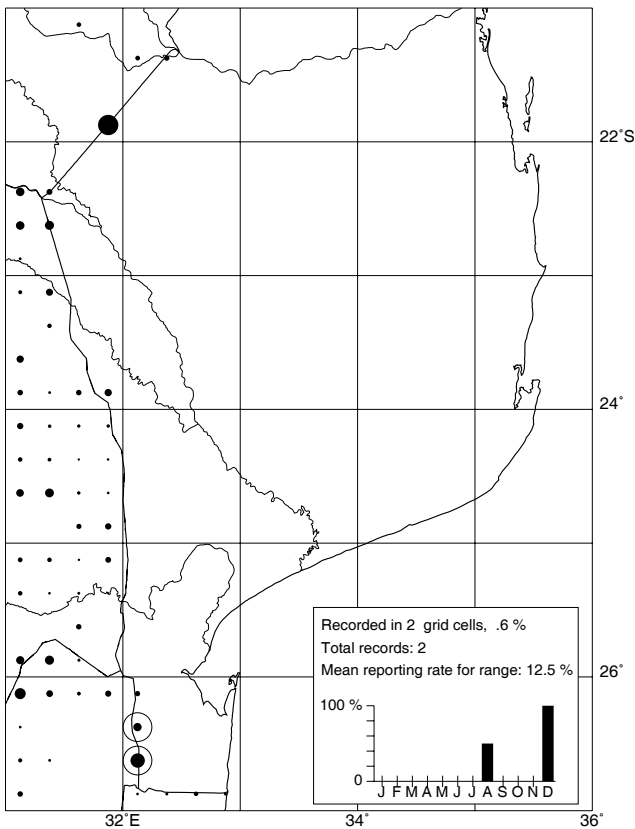 22˚S
24˚
Recorded in 2 grid cells, .6 %
Total records: 2
Mean reporting rate for range: 12.5 %
26˚
100 %
0
J F M A M J J A S O N D
32˚E
34˚
36˚